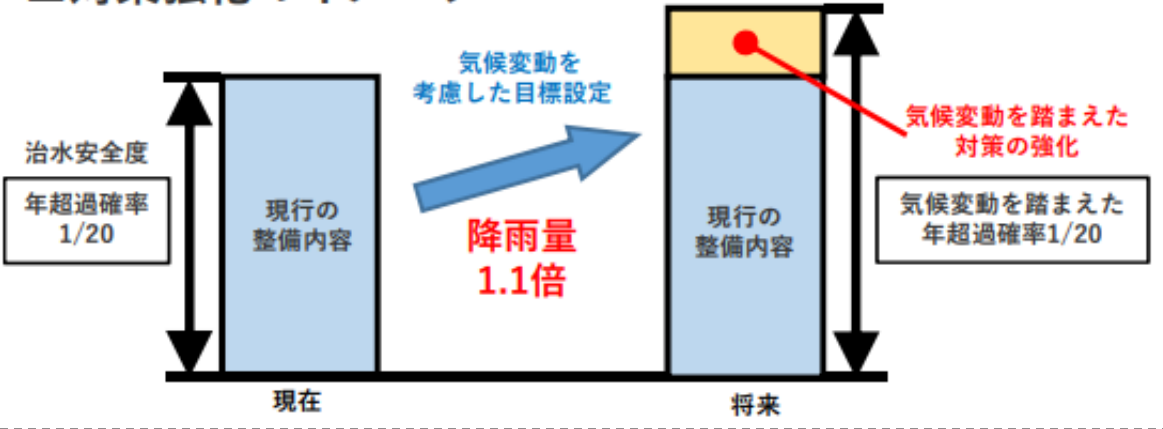 気候変動を
考慮した目標設定
治水安全度
年超過確率
1/20
現行の
整備内容
降雨量
1.1倍
現行の
整備内容
気候変動を踏まえた
対策の強化
気候変動を踏まえた
年超過確率1/20
現在
将来